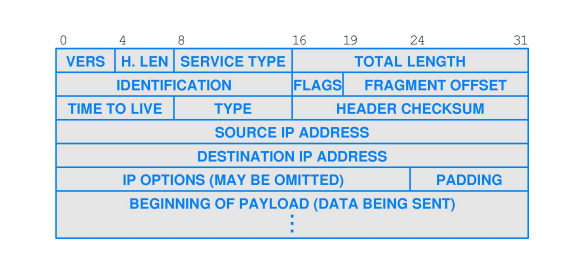 0 4 8 16 19 24 31
VERS H. LEN SERVICE TYPE TOTAL LENGTH
IDENTIFICATION FLAGS FRAGMENT OFFSET
TIME TO LIVE TYPE HEADER CHECKSUM
SOURCE IP ADDRESS
DESTINATION IP ADDRESS
IP OPTIONS (MAY BE OMITTED) PADDING
BEGINNING OF PAYLOAD (DATA BEING SENT)
⋮